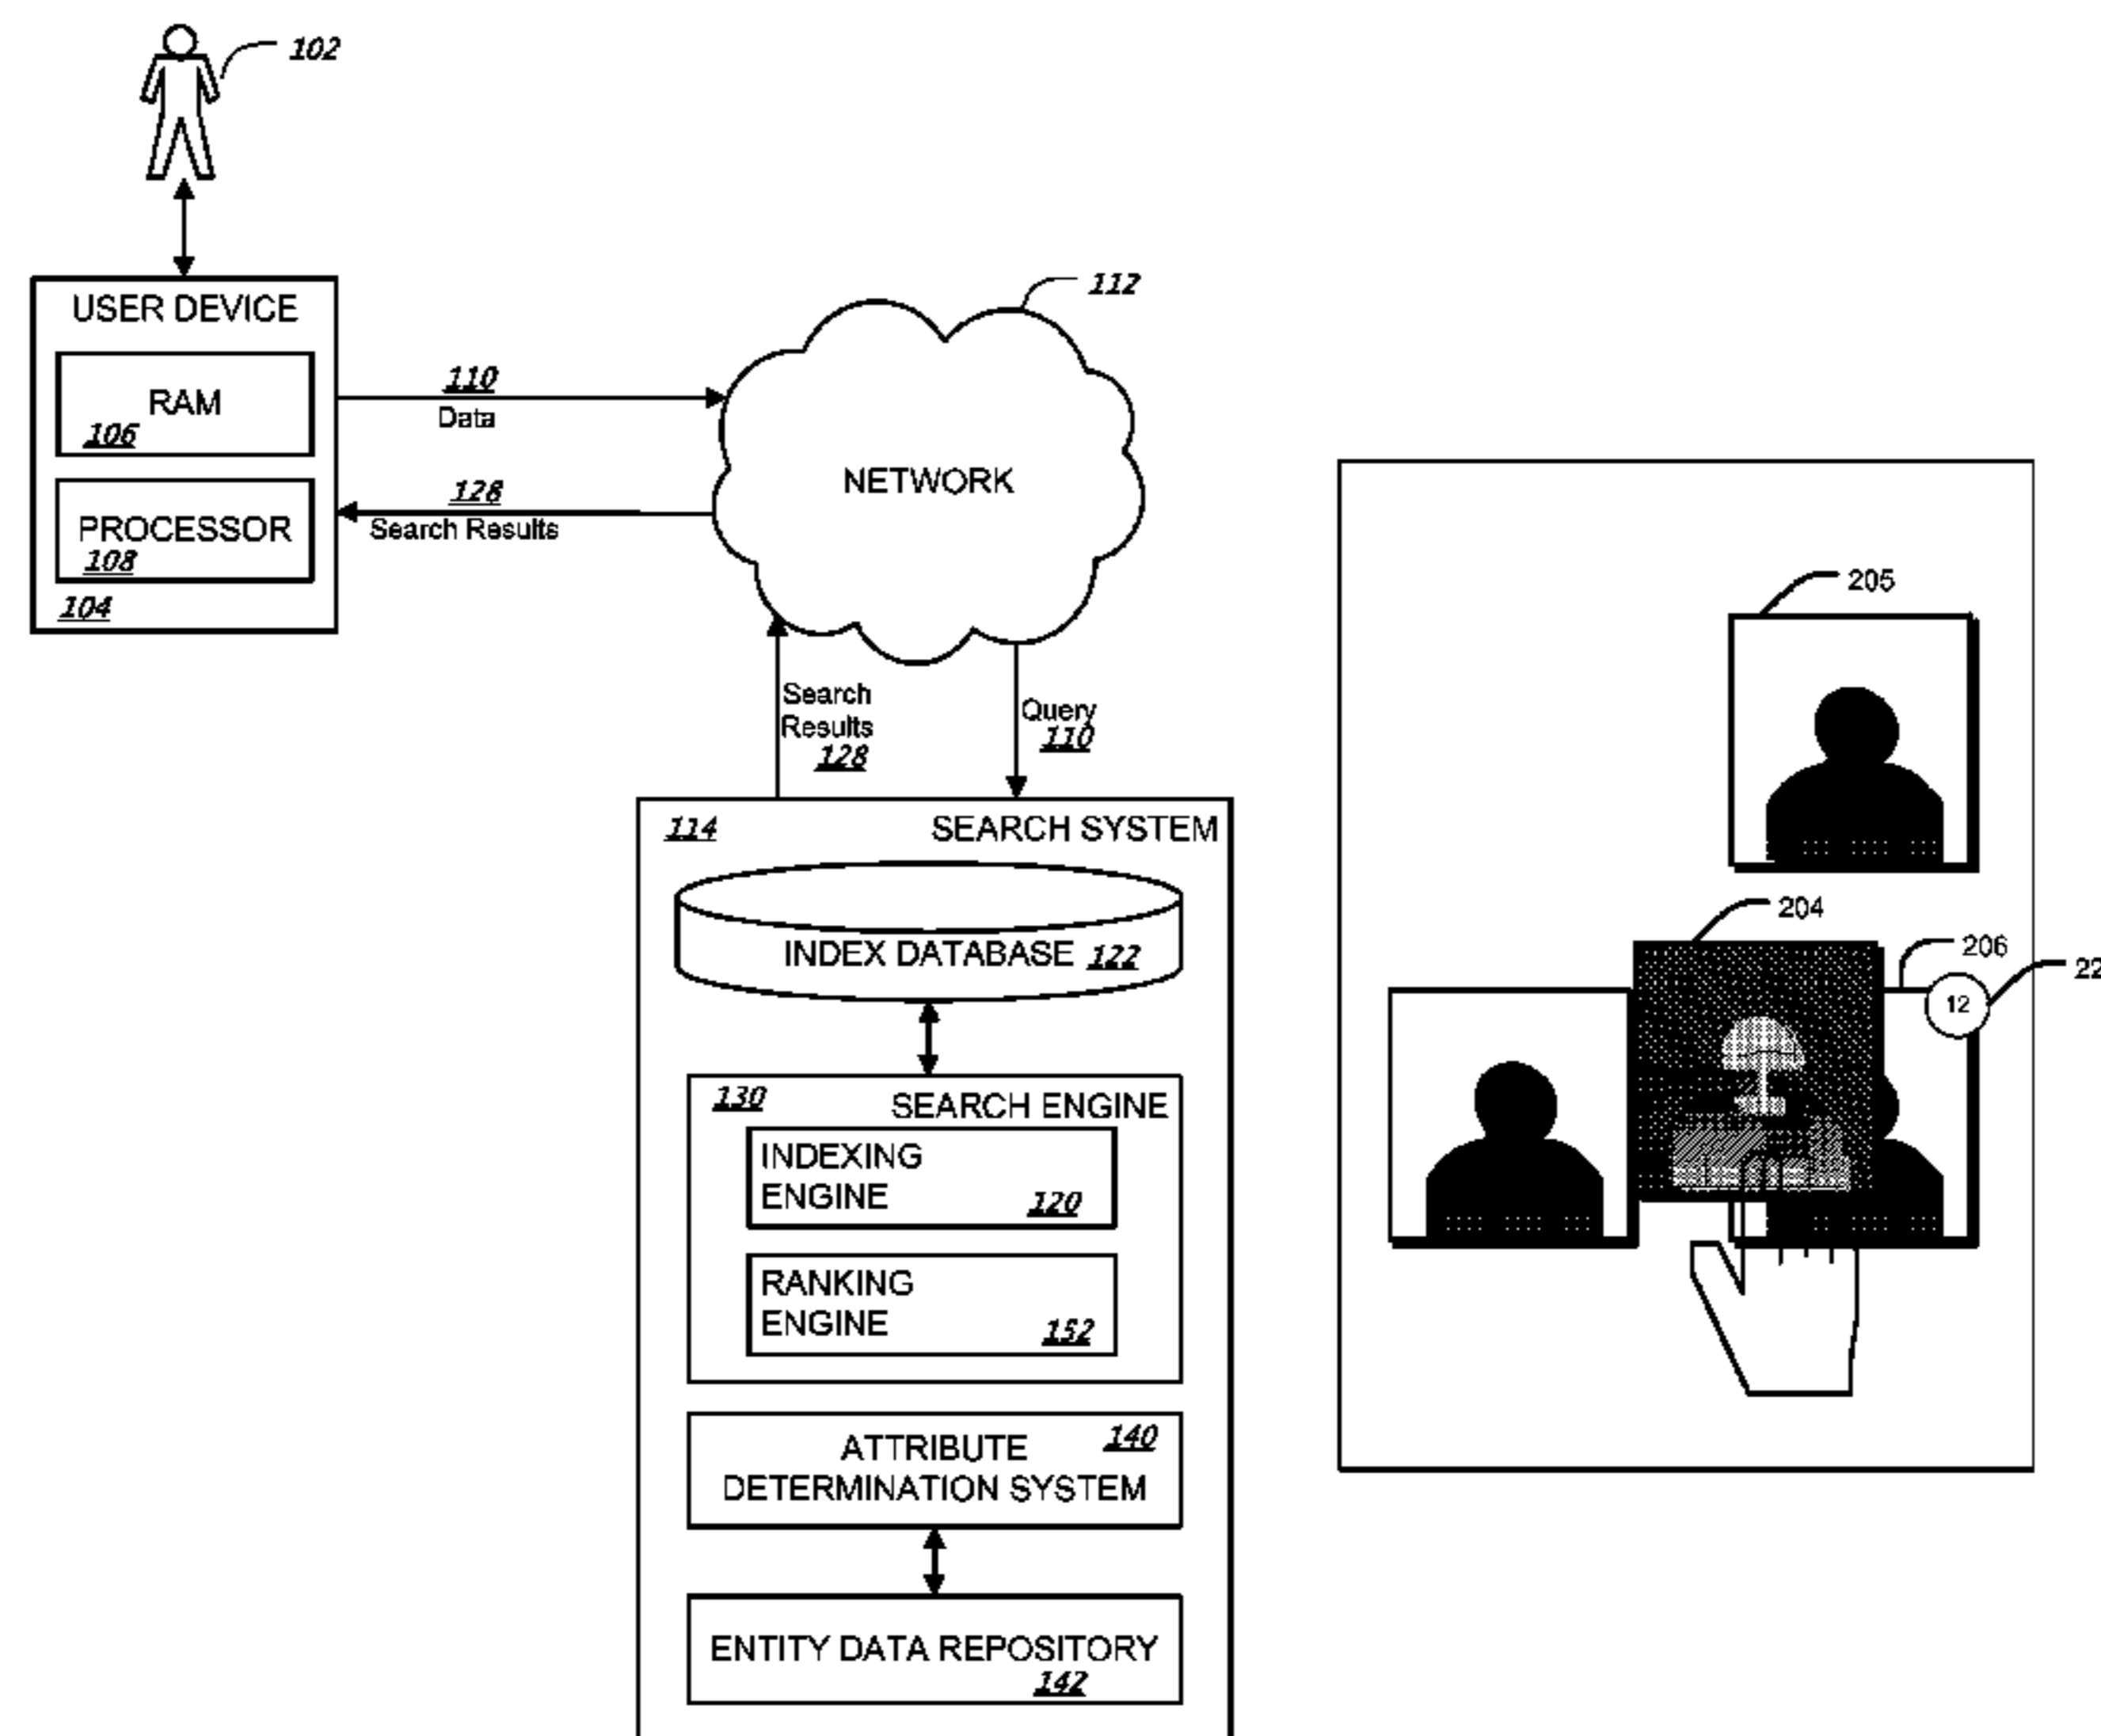 102
USER DEVICE
RAM
106
PROCESSOR
108
104
110
Data
128
Search Results
112
NETWORK
Search
Results
128
Query
110
114
SEARCH SYSTEM
INDEX DATABASE 122
130
SEARCH ENGINE
INDEXING
ENGINE
120
RANKING
ENGINE
152
ATTRIBUTE
140
DETERMINATION SYSTEM
ENTITY DATA REPOSITORY
142
205
204
206
12